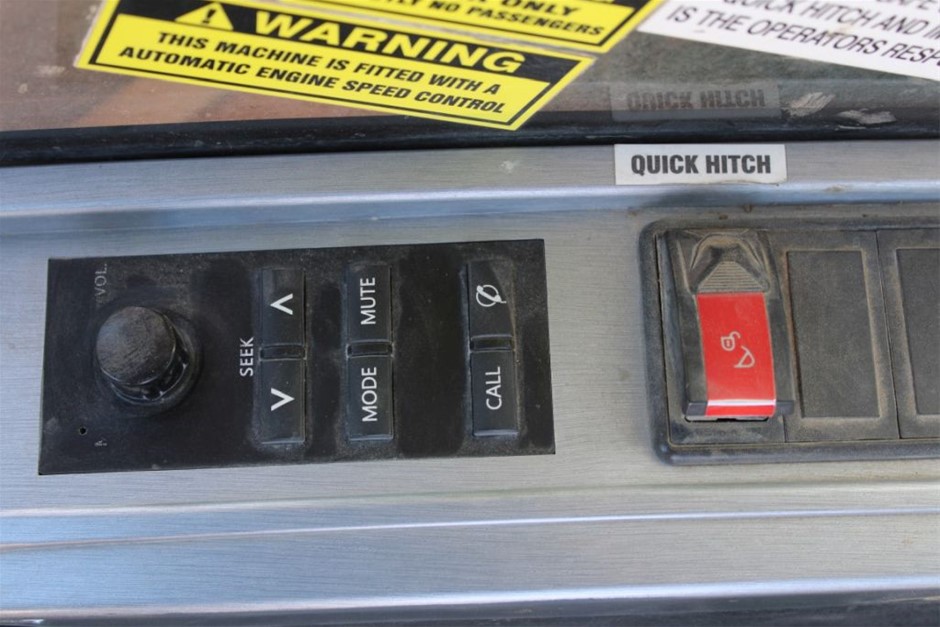 ONLY
NO PASSENGERS
WARNING
THIS MACHINE IS FITTED WITH A
AUTOMATIC ENGINE SPEED CONTROL
QUICK HITCH AND
IS THE OPERATORS
QUICK HITCH
QUICK HITCH
VOL.
SEEK
MUTE
MODE
CALL